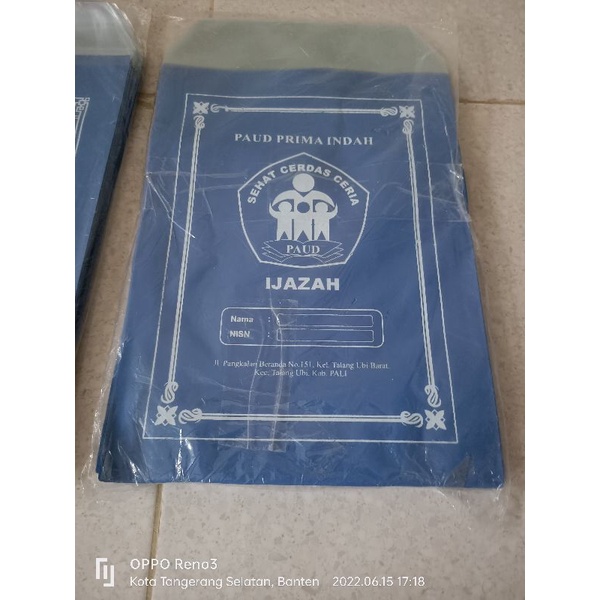 PAUD PRIMA INDAH
SEHAT CERDAS CERIA
PAUD
IJAZAH
Nama :
NISN :
Jl. Pangkalan Beranda No.151, Kel. Talang Ubi Barat.
Kec. Talang Ubi, Kab. PALI
OPPO Reno3
Kota Tangerang Selatan, Banten 2022.06.15 17:18